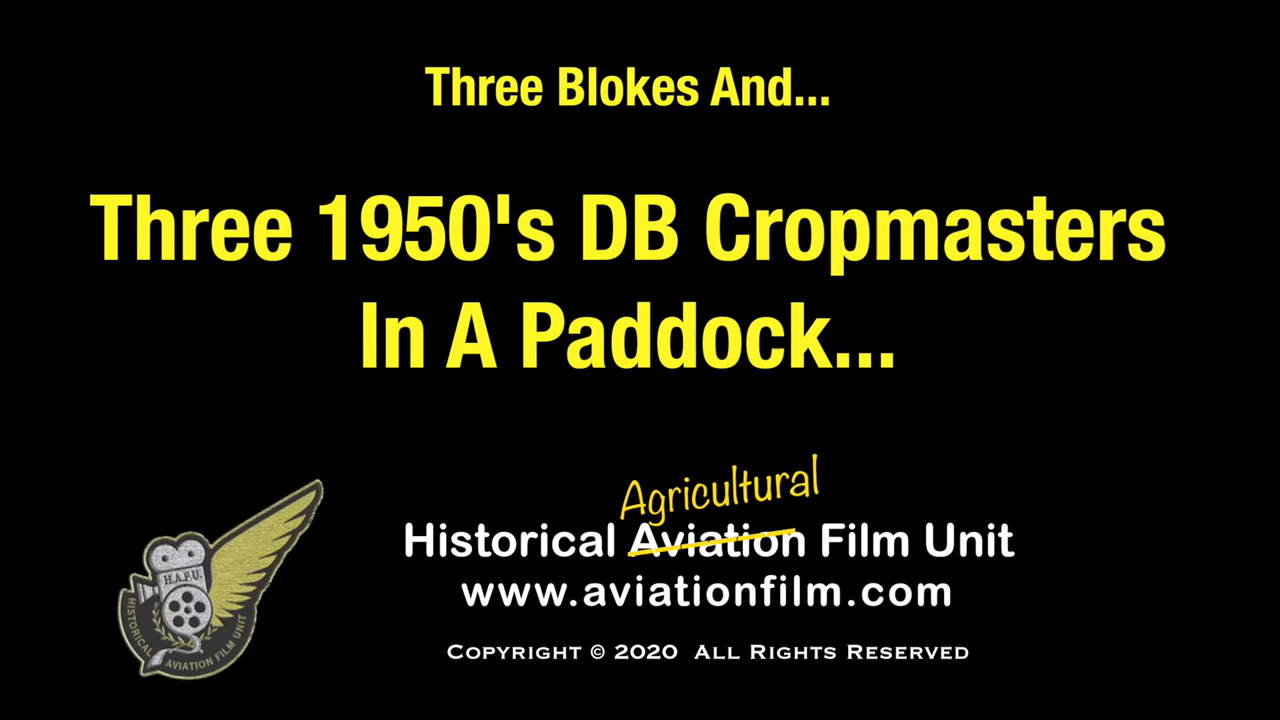 Three Blokes And...
Three 1950's DB Cropmasters
In A Paddock...
Agricultural
Historical Aviation Film Unit
www.aviationfilm.com
Copyright © 2020 All Rights Reserved
H.A.F.U.
HISTORICAL AVIATION FILM UNIT